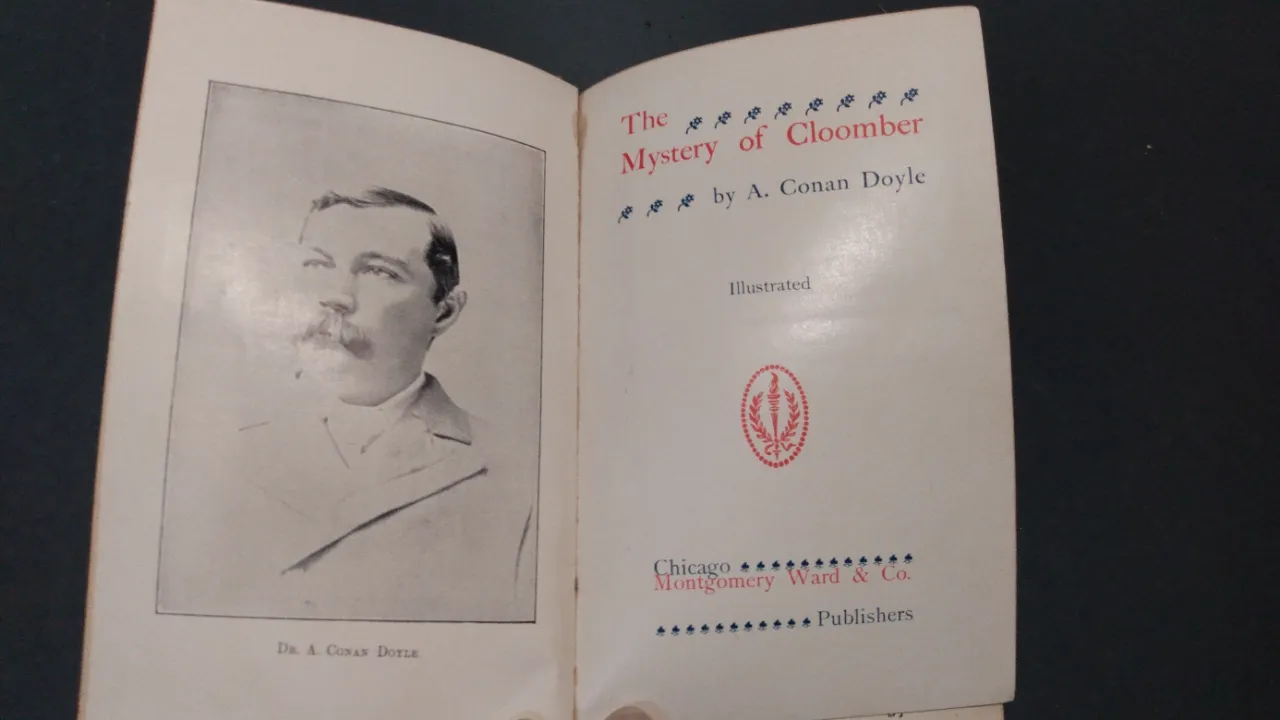 Dr. A. Conan Doyle
The
Mystery of Cloomber
by A. Conan Doyle
Illustrated
Chicago
Montgomery Ward & Co.
Publishers